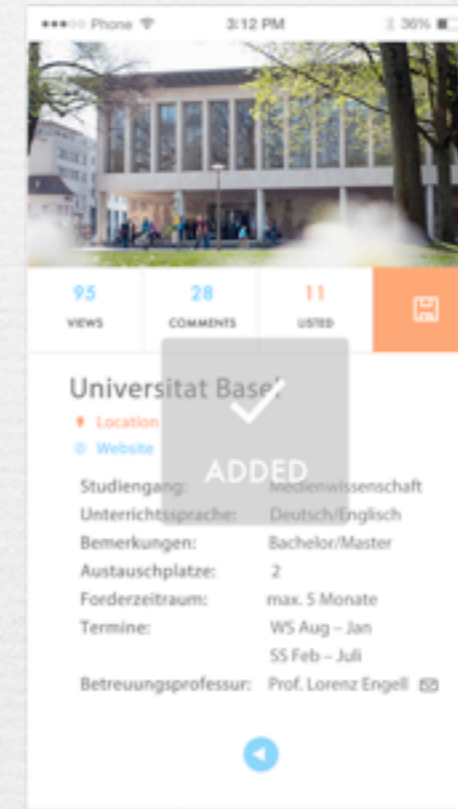 Phone 3:12 PM 36%
95 28 11
VIEWS COMMENTS LISTED
Universitat Basel
Location
Website
ADDED
Studiengang: Medienwissenschaft
Unterrichtssprache: Deutsch/Englisch
Bemerkungen: Bachelor/Master
Austauschplatze: 2
Forderzeitraum: max. 5 Monate
Termine: WS Aug – Jan
SS Feb – Juli
Betreuungsprofessur: Prof. Lorenz Engell